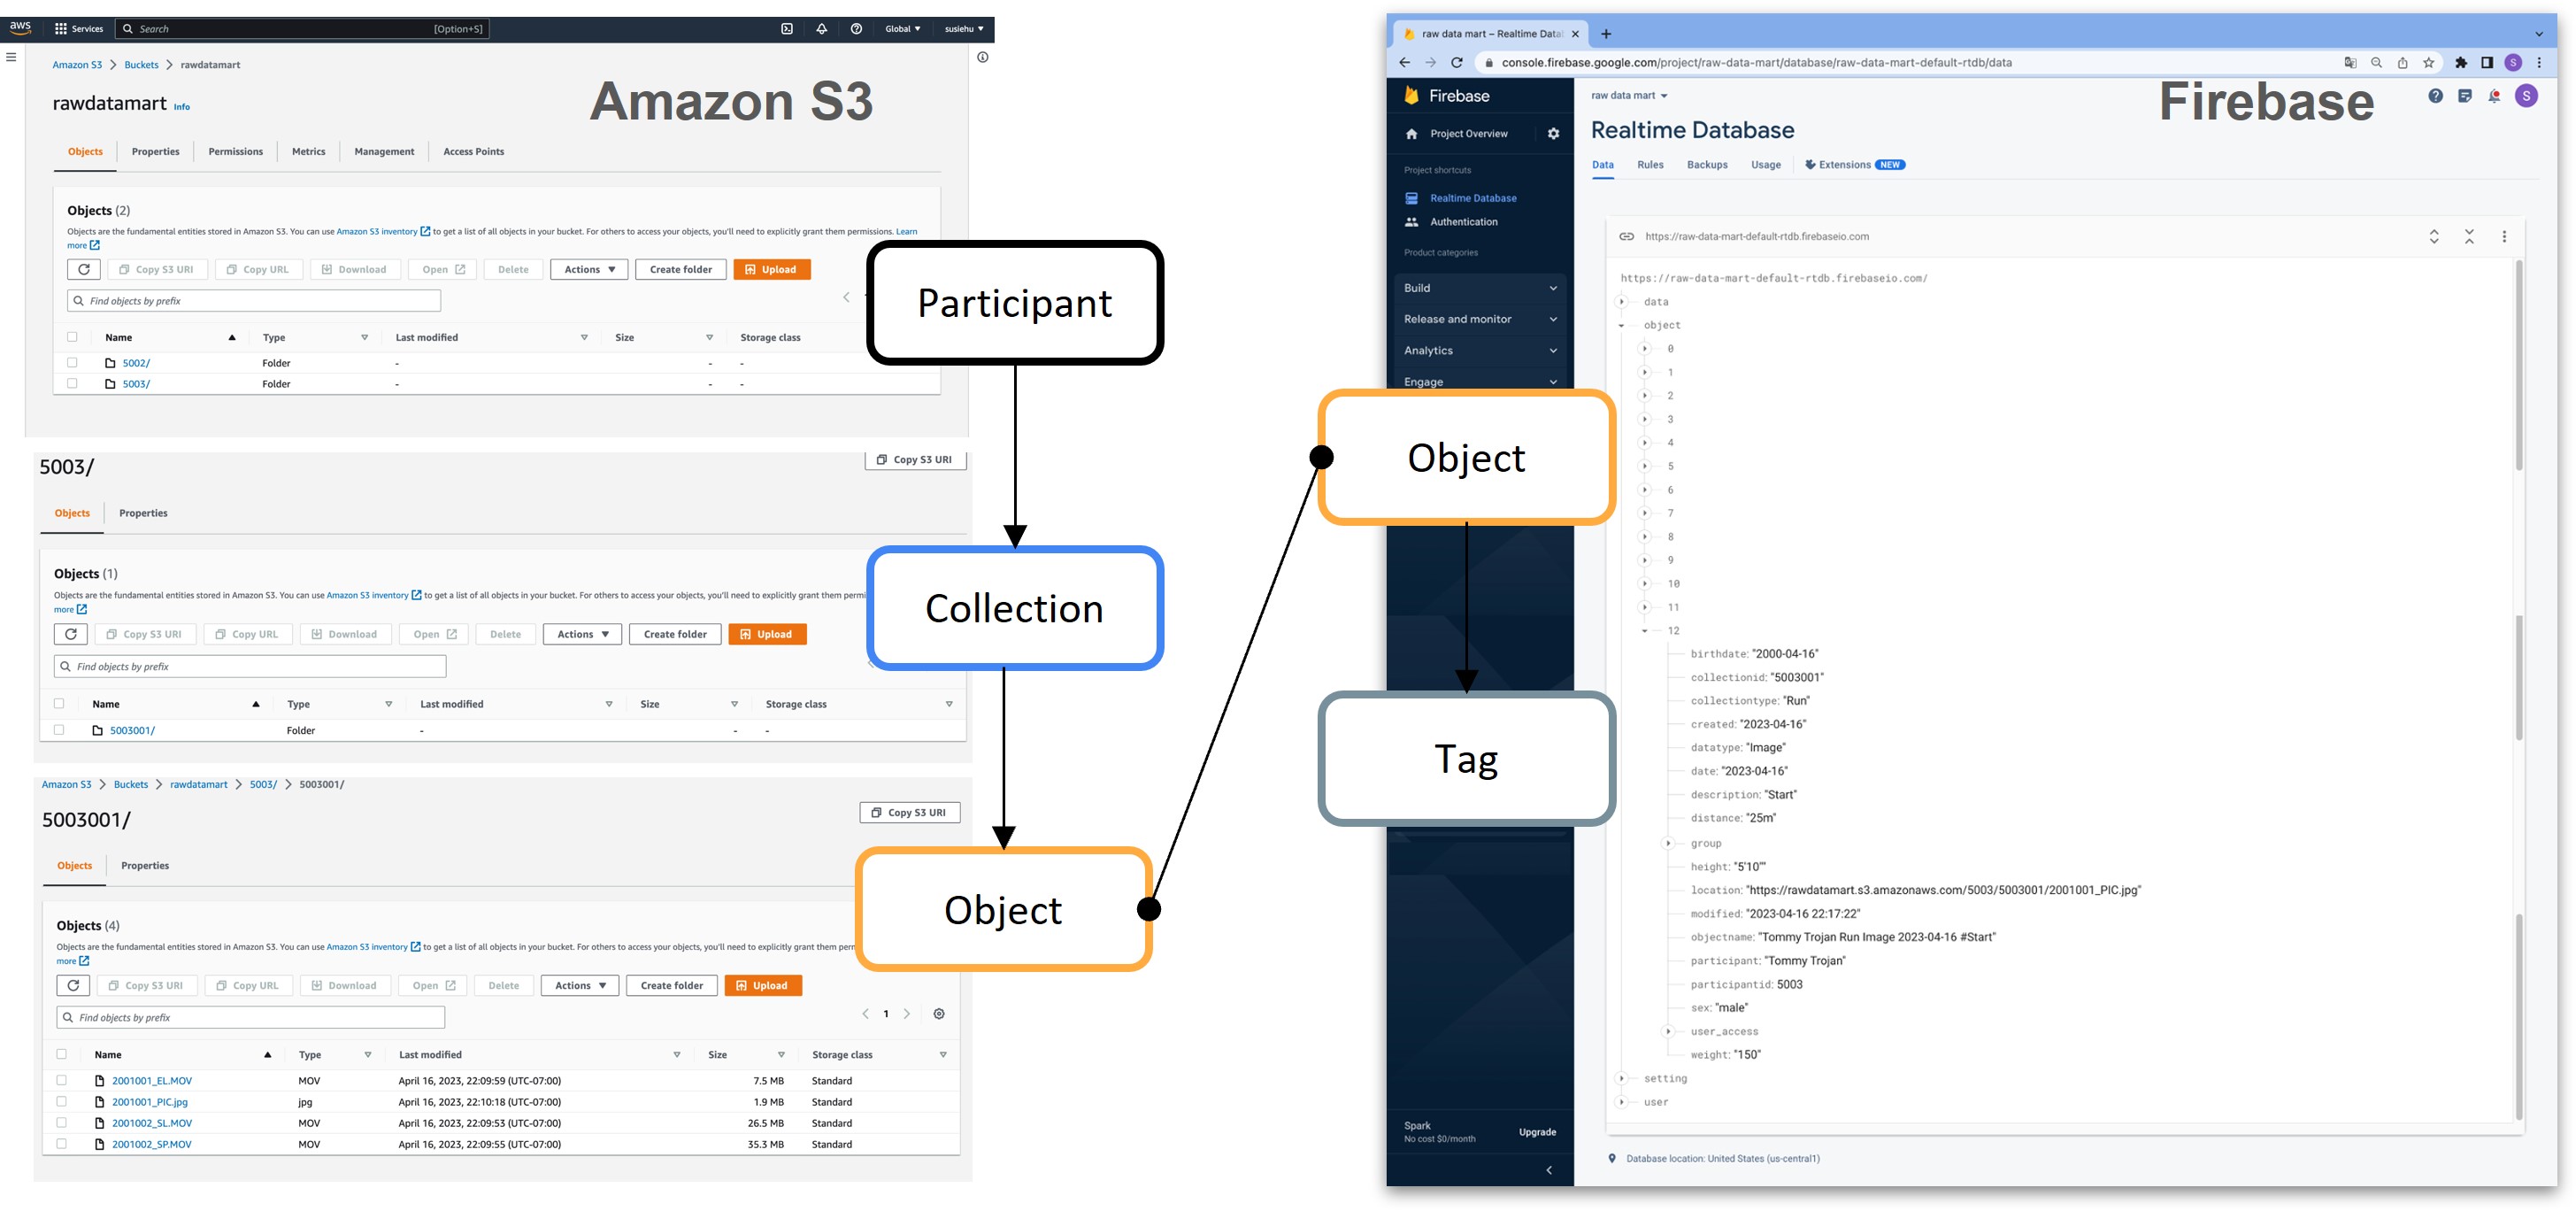 aws Services Search [Option+S] Global susiehu
Amazon S3 > Buckets > rawdatamart
Amazon S3
rawdatamart Info
Objects Properties Permissions Metrics Management Access Points
Objects (2)
Objects are the fundamental entities stored in Amazon S3. You can use Amazon S3 inventory to get a list of all objects in your bucket. For others to access your objects, you'll need to explicitly grant them permissions. Learn
more
Copy S3 URI Copy URL Download Open Delete Actions Create folder Upload
Find objects by prefix
Name Type Last modified Size Storage class
5002/ Folder - - -
5003/ Folder - - -
Participant
5003/ Copy S3 URI
Objects Properties
Objects (1)
Objects are the fundamental entities stored in Amazon S3. You can use Amazon S3 inventory to get a list of all objects in your bucket. For others to access your objects, you'll need to explicitly grant them permi
more
Copy S3 URI Copy URL Download Open Delete Actions Create folder Upload
Find objects by prefix
Name Type Last modified Size Storage class
5003001/ Folder - - -
Collection
Amazon S3 > Buckets > rawdatamart > 5003/ > 5003001/
5003001/ Copy S3 URI
Objects Properties
Objects (4)
Objects are the fundamental entities stored in Amazon S3. You can use Amazon S3 inventory to get a list of all objects in your bucket. For others to access your objects, you'll need to explicitly grant them perm
more
Copy S3 URI Copy URL Download Open Delete Actions Create folder Upload
Find objects by prefix
1
Name Type Last modified Size Storage class
2001001_EL.MOV MOV April 16, 2023, 22:09:59 (UTC-07:00) 7.5 MB Standard
2001001_PIC.jpg jpg April 16, 2023, 22:10:18 (UTC-07:00) 1.9 MB Standard
2001002_SL.MOV MOV April 16, 2023, 22:09:53 (UTC-07:00) 26.5 MB Standard
2001002_SP.MOV MOV April 16, 2023, 22:09:55 (UTC-07:00) 35.3 MB Standard
Object
raw data mart – Realtime Data
console.firebase.google.com/project/raw-data-mart/database/raw-data-mart-default-rtdb/data S
Firebase
Project Overview
Project shortcuts
Realtime Database
Authentication
Product categories
Build
Release and monitor
Analytics
Engage
Object
Tag
Spark
No cost $0/month
Upgrade
raw data mart
Firebase
S
Realtime Database
Data Rules Backups Usage Extensions NEW
https://raw-data-mart-default-rtdb.firebaseio.com
https://raw-data-mart-default-rtdb.firebaseio.com/
data
object
0
1
2
3
4
5
6
7
8
9
10
11
12
birthdate: "2000-04-16"
collectionid: "5003001"
collectiontype: "Run"
created: "2023-04-16"
datatype: "Image"
date: "2023-04-16"
description: "Start"
distance: "25m"
group
height: "5'10""
location: "https://rawdatamart.s3.amazonaws.com/5003/5003001/2001001_PIC.jpg"
modified: "2023-04-16 22:17:22"
objectname: "Tommy Trojan Run Image 2023-04-16 #Start"
participant: "Tommy Trojan"
participantid: 5003
sex: "male"
user_access
weight: "150"
setting
user
Database location: United States (us-central1)